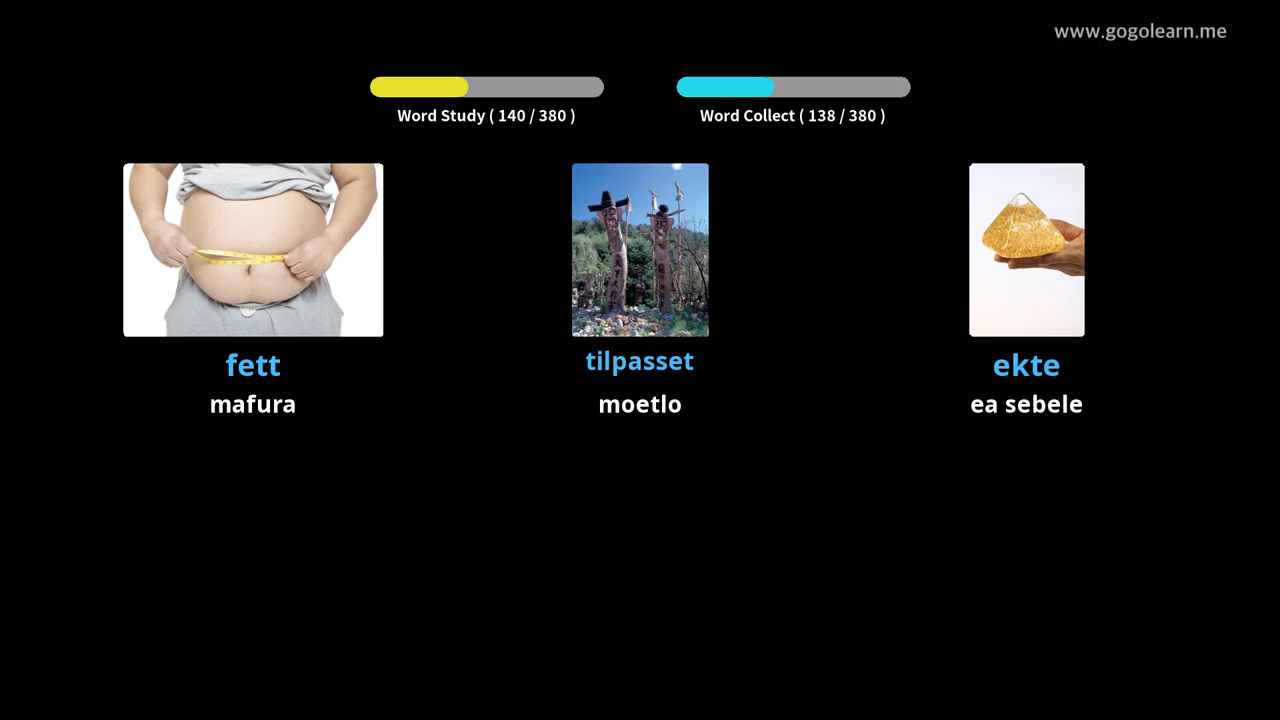 www.gogolearn.me
Word Study ( 140 / 380 )
Word Collect ( 138 / 380 )
fett
tilpasset
ekte
mafura
moetlo
ea sebele